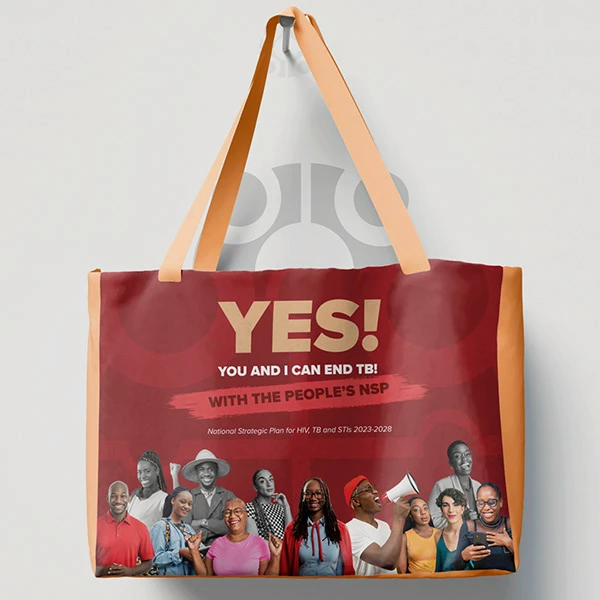 YES!
YOU AND I CAN END TB!
WITH THE PEOPLE'S NSP
National Strategic Plan for HIV, TB and STIs 2023-2028